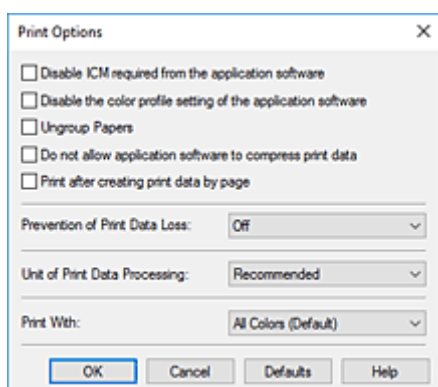 Print Options
Disable ICM required from the application software
Disable the color profile setting of the application software
Ungroup Papers
Do not allow application software to compress print data
Print after creating print data by page
Prevention of Print Data Loss: Off
Unit of Print Data Processing: Recommended
Print With: All Colors (Default)
OK Cancel Defaults Help